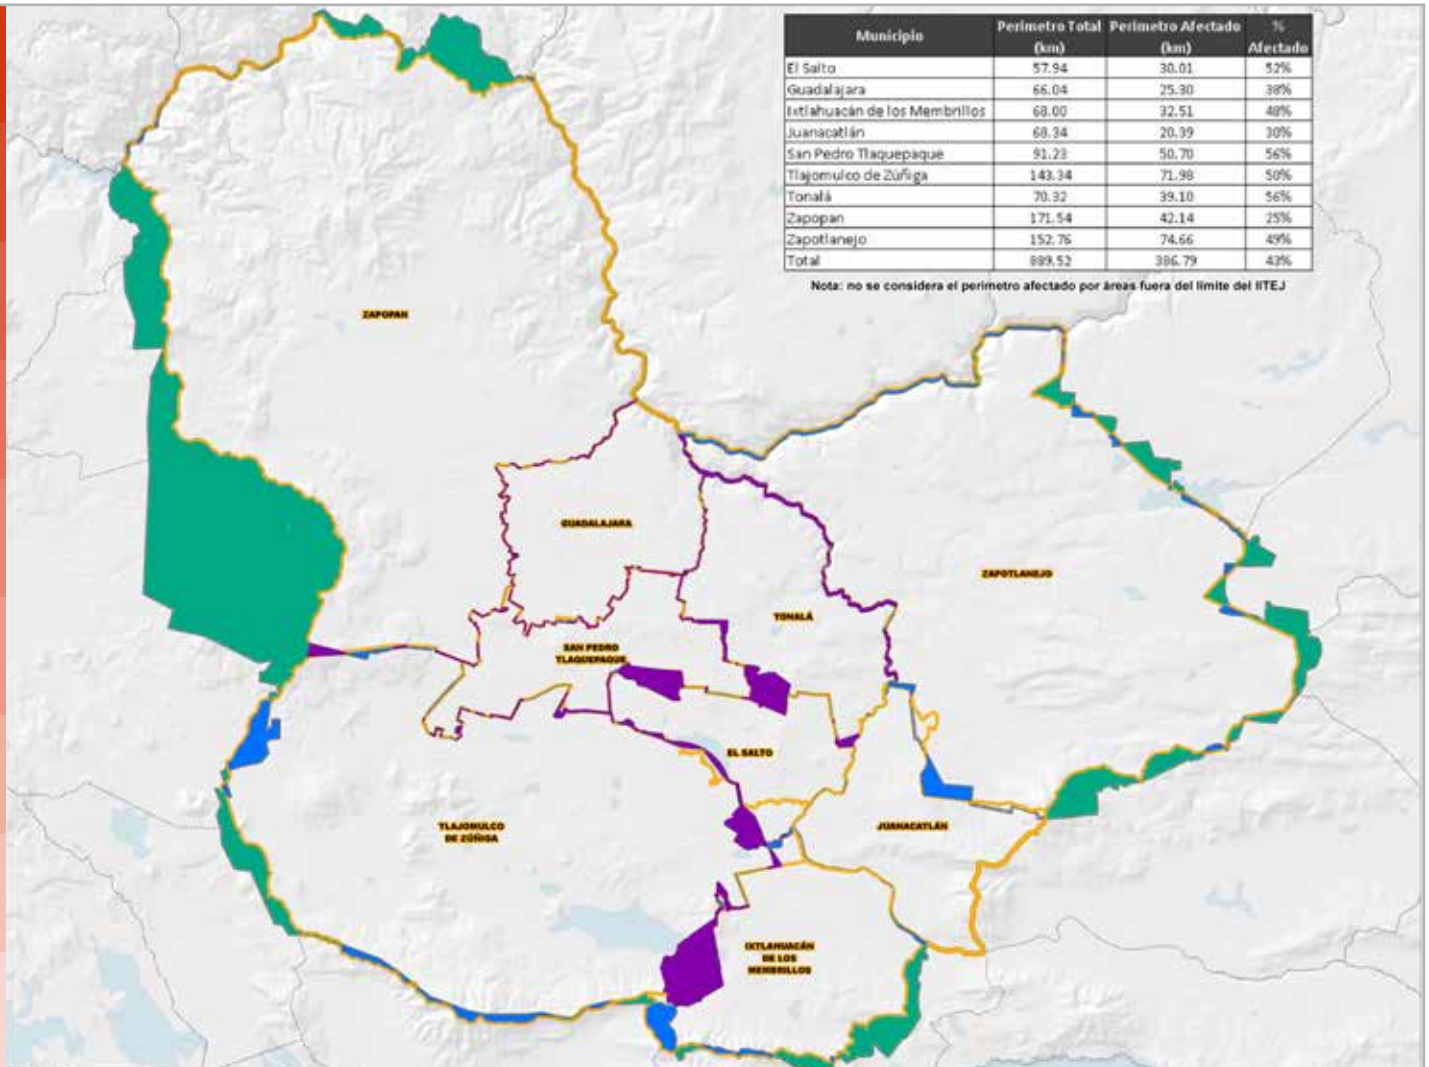 Municipio Perimetro Total (km) Perimetro Afectado (km) % Afectado
El Salto 57.94 30.01 52%
Guadalajara 66.04 25.30 38%
Ixtlahuacán de los Membrillos 68.00 32.51 48%
Juanacatlán 68.34 20.39 30%
San Pedro Tlaquepaque 91.23 50.70 56%
Tlajomulco de Zúñiga 143.34 71.98 50%
Tonalá 70.32 39.10 56%
Zapopan 171.54 42.14 25%
Zapotlanejo 152.76 74.66 49%
Total 889.52 386.79 43%
Nota: no se considera el perimetro afectado por áreas fuera del limite del IITEJ
ZAPOPAN
GUADALAJARA
ZAPOTLANEJO
TONALÁ
SAN PEDRO
TLAQUEPAQUE
EL SALTO
TLAJOMULCO
DE ZÚÑIGA
JUANACATLÁN
IXTLAHUACÁN
DE LOS
MEMBRILLOS